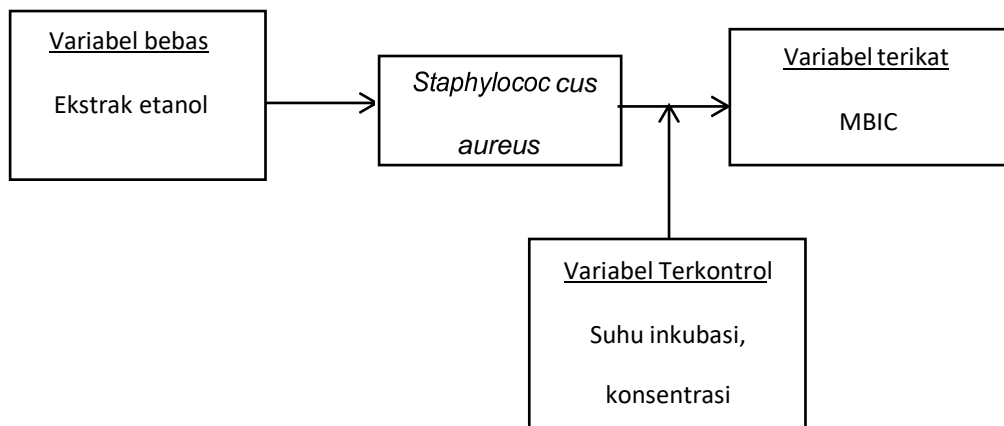 Variabel bebas
Ekstrak etanol
Staphylococ cus
aureus
Variabel terikat
MBIC
Variabel Terkontrol
Suhu inkubasi,
konsentrasi